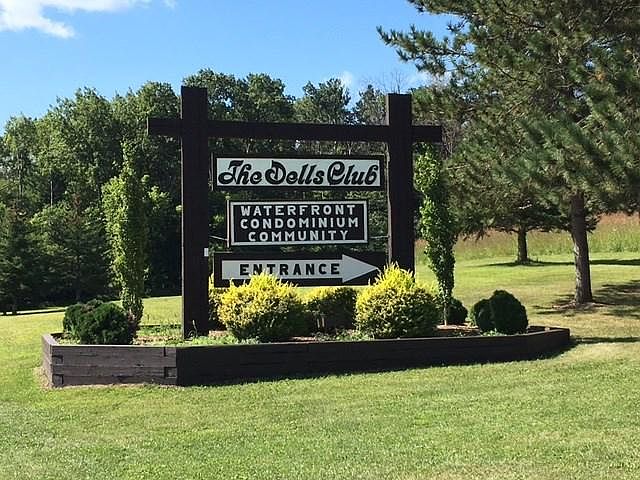 The Dells Club
WATERFRONT
CONDOMINIUM
COMMUNITY
ENTRANCE